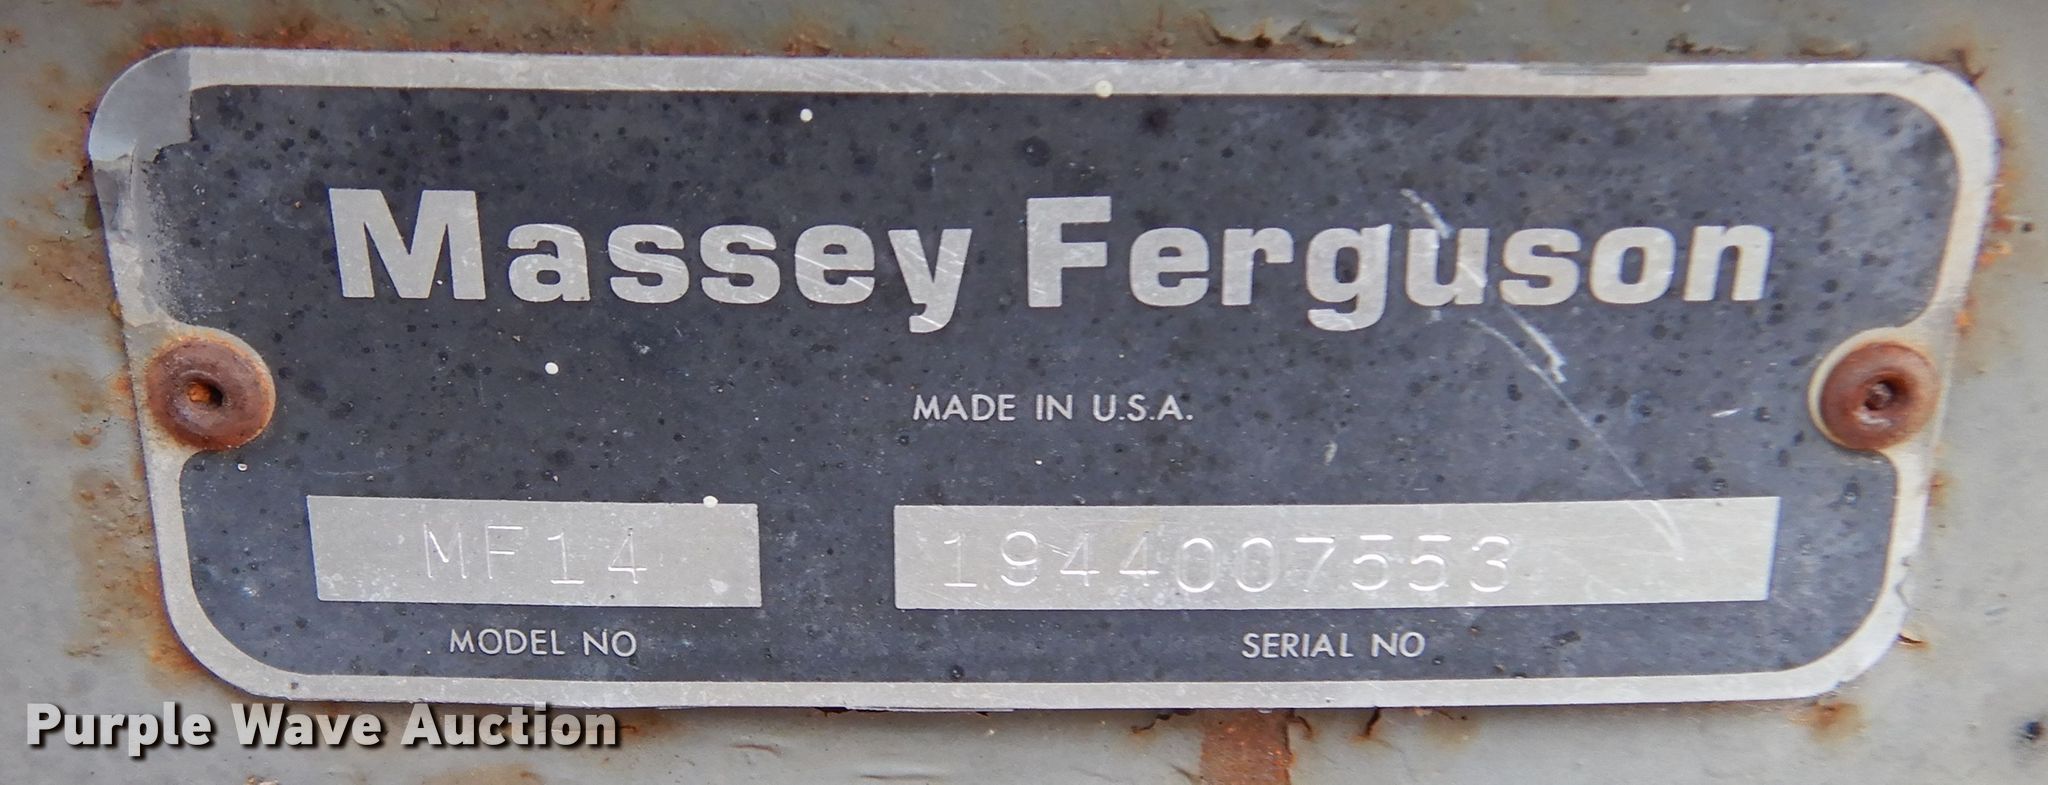 Massey Ferguson
MADE IN U.S.A.
MF14 1944007553
MODEL NO SERIAL NO
Purple Wave Auction